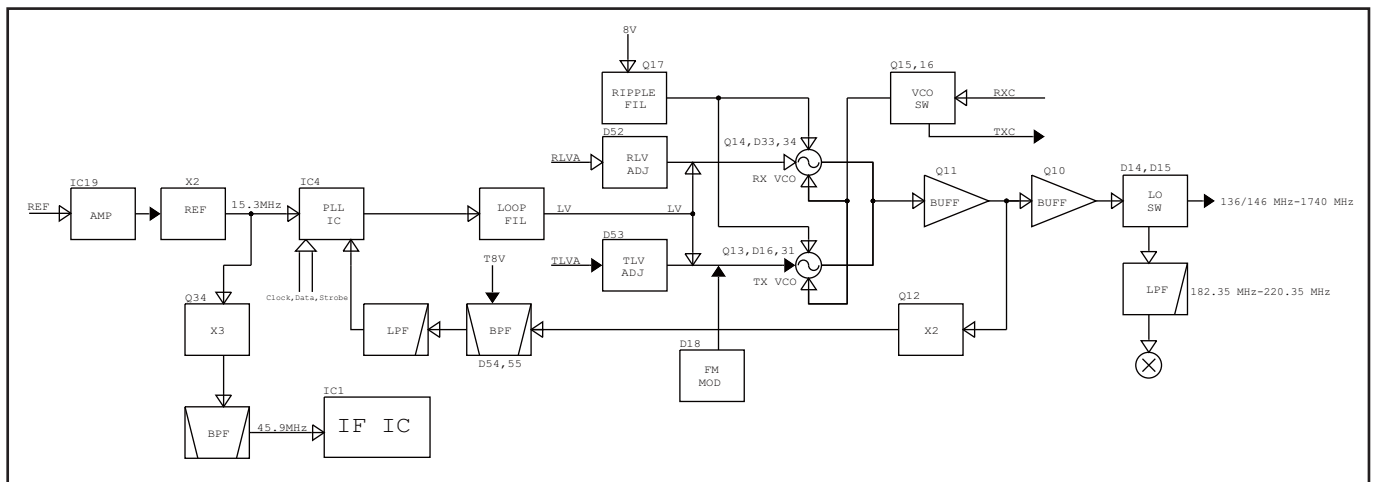 8V
Q17
RIPPLE
FIL
Q15,16
VCO
SW
RXC
TXC
D52
RLVA
RLV
ADJ
Q14,D33,34
RX VCO
IC19
REF
AMP
X2
REF
15.3MHz
IC4
PLL
IC
LOOP
FIL
LV
LV
Q11
BUFF
Q10
BUFF
D14,D15
LO
SW
136/146 MHz-1740 MHz
D53
TLVA
TLV
ADJ
Q13,D16,31
TX VCO
T8V
Clock,Data,Strobe
Q34
X3
LPF
BPF
D54,55
Q12
X2
LPF
182.35 MHz-220.35 MHz
D18
FM
MOD
BPF
45.9MHz
IC1
IF IC